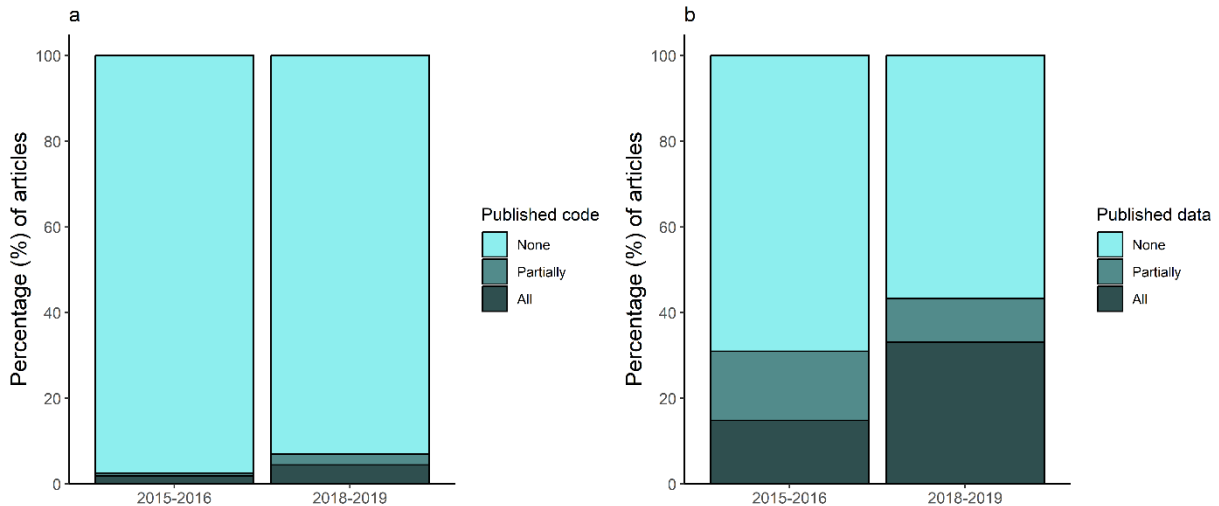 a
Percentage (%) of articles
100
80
60
40
20
0
2015-2016
2018-2019
Published code
None
Partially
All
b
Percentage (%) of articles
100
80
60
40
20
0
2015-2016
2018-2019
Published data
None
Partially
All